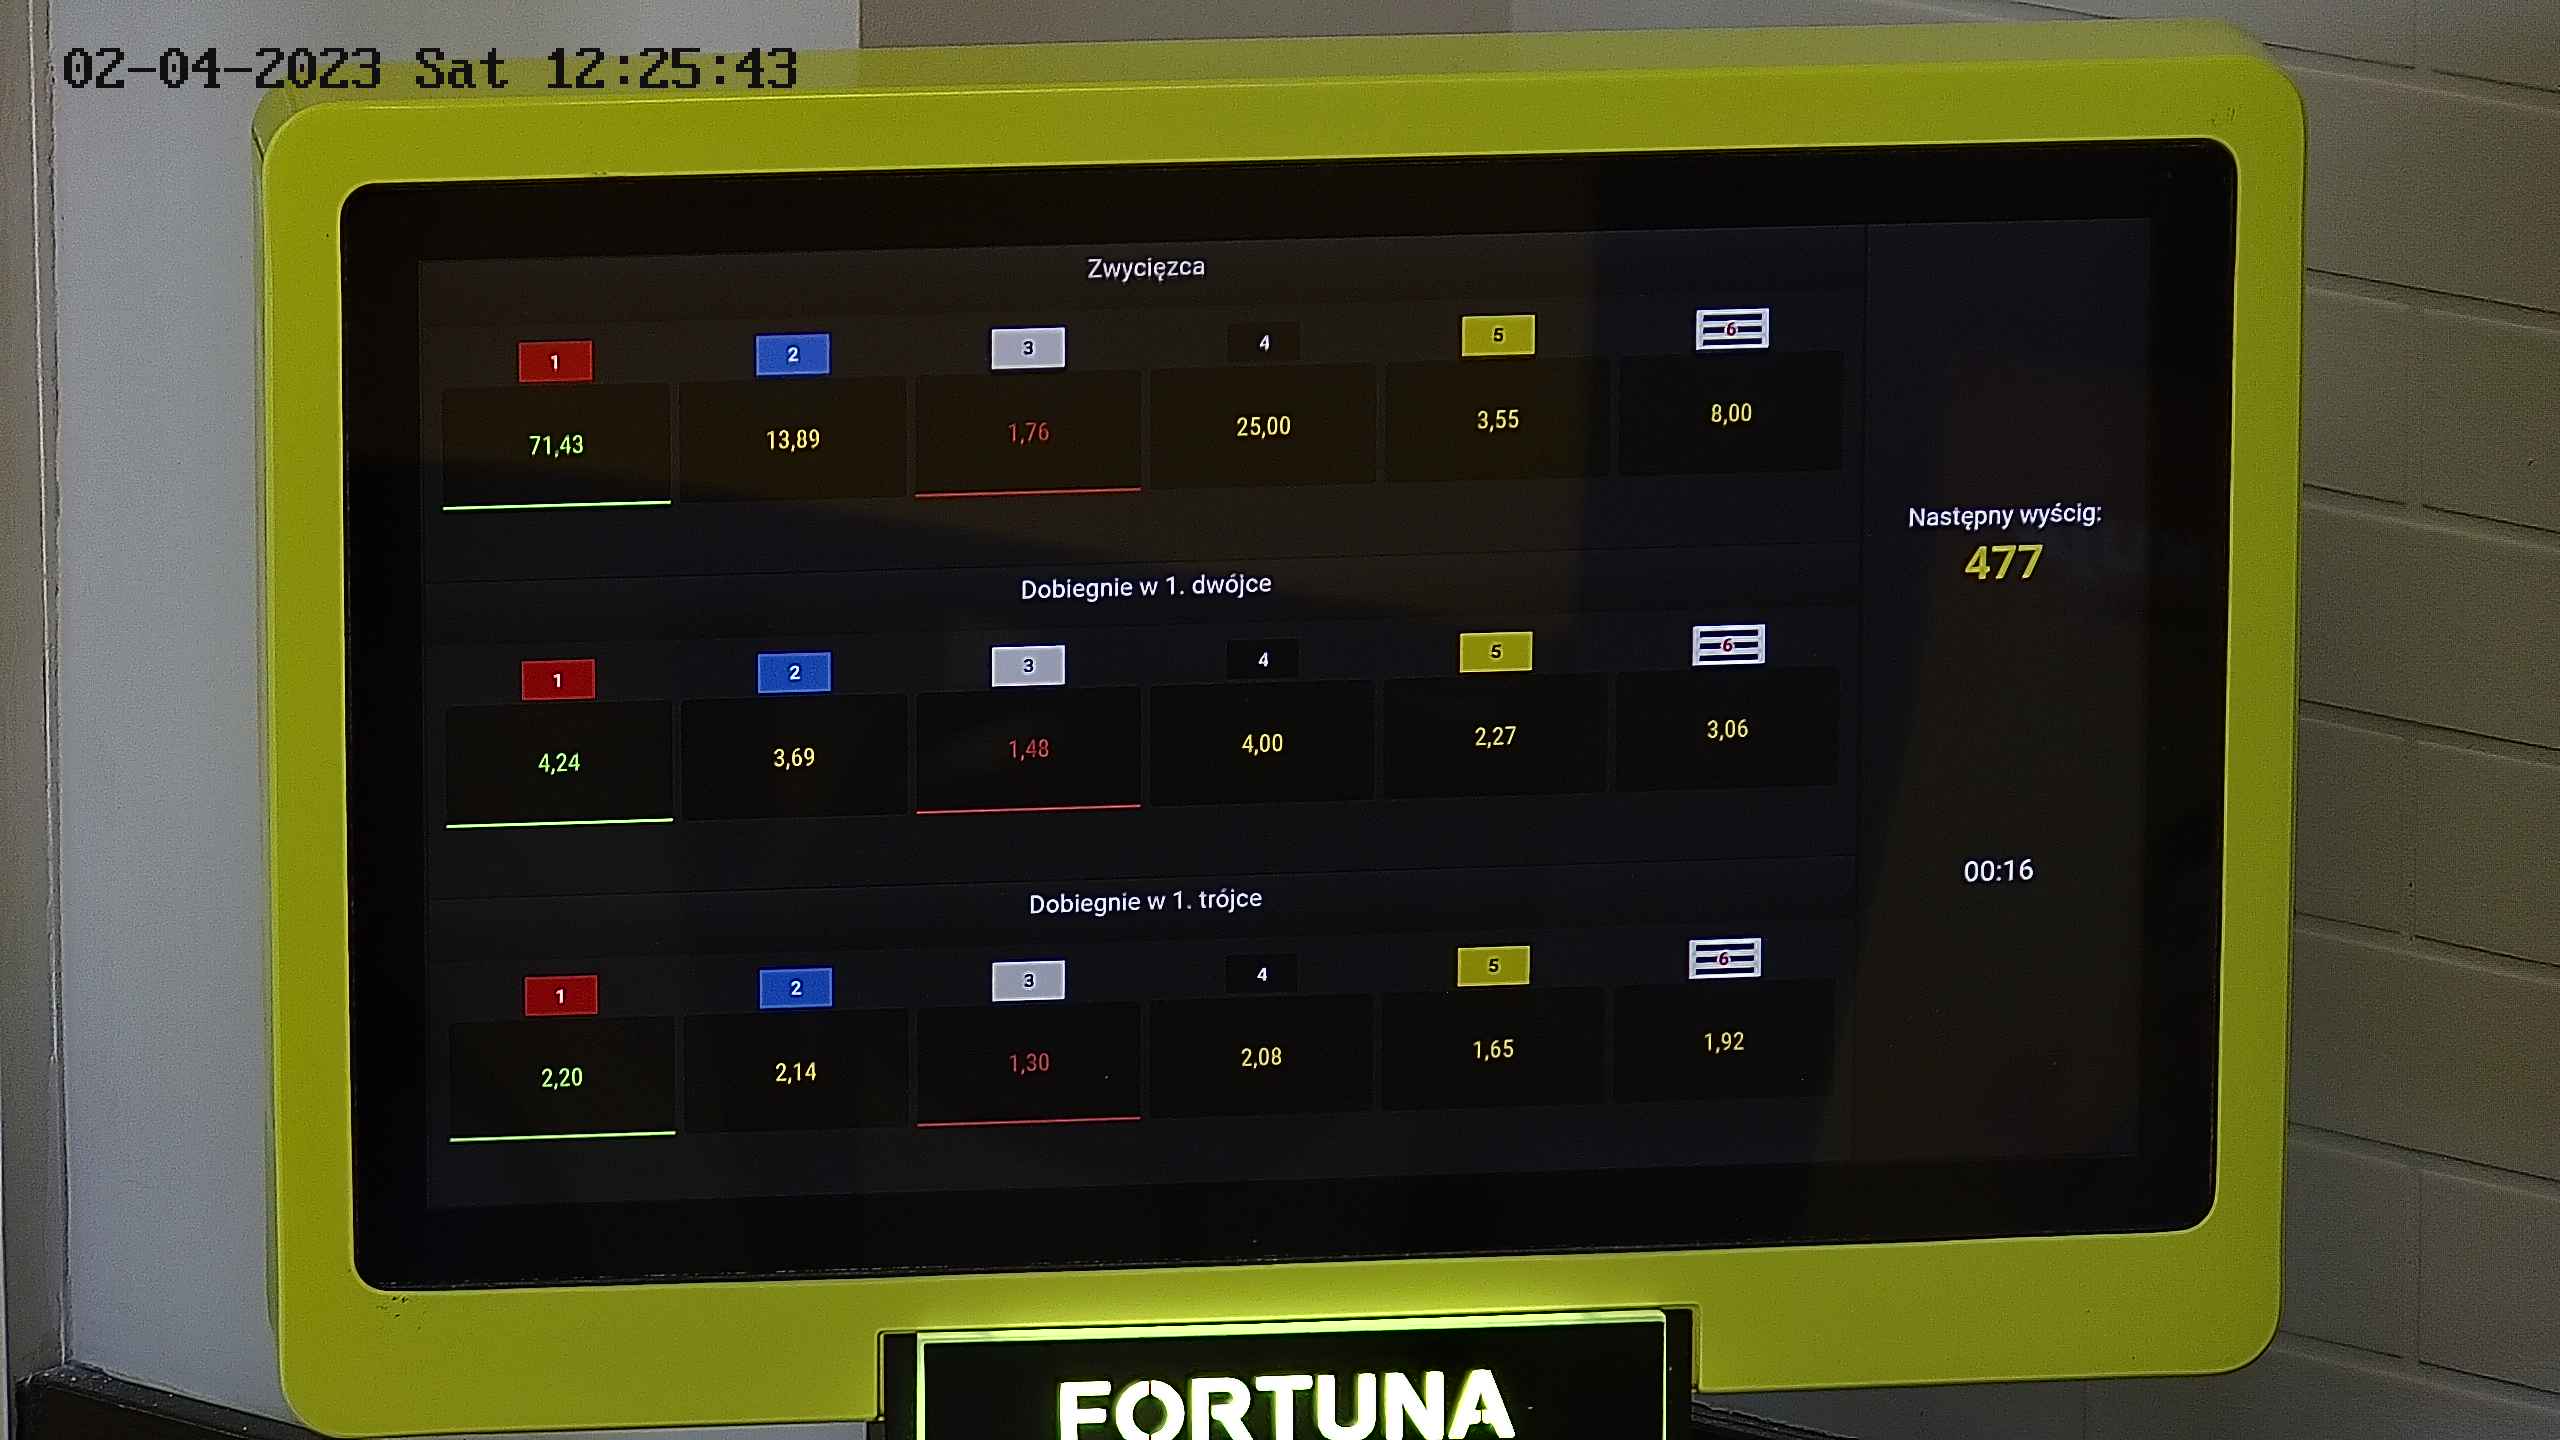 02-04-2023 Sat 12:25:43
Zwycięzca
1 2 3 4 5 6
71,43 13,89 1,76 25,00 3,55 8,00
Następny wyścig:
477
Dobiegnie w 1. dwójce
1 2 3 4 5 6
4,24 3,69 1,48 4,00 2,27 3,06
00:16
Dobiegnie w 1. trójce
1 2 3 4 5 6
2,20 2,14 1,30 2,08 1,65 1,92
FORTUNA